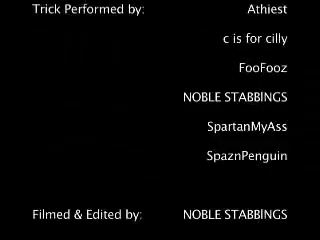 Trick Performed by: Athiest
c is for cilly
FooFooz
NOBLE STABBINGS
SpartanMyAss
SpaznPenguin
Filmed & Edited by: NOBLE STABBINGS